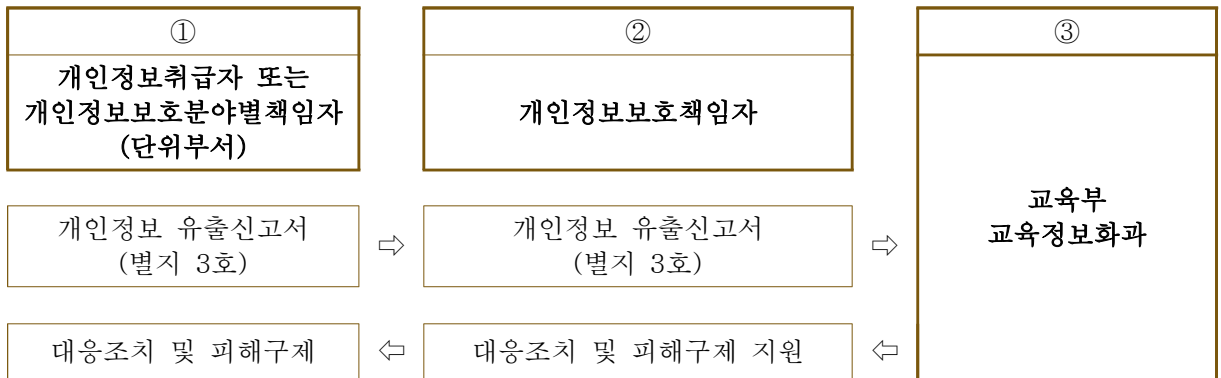 ①
②
③
개인정보취급자 또는
개인정보보호분야별책임자
(단위부서)
개인정보보호책임자
교육부
교육정보화과
개인정보 유출신고서
(별지 3호)
⇨
개인정보 유출신고서
(별지 3호)
⇨
대응조치 및 피해구제
⇦
대응조치 및 피해구제 지원
⇦